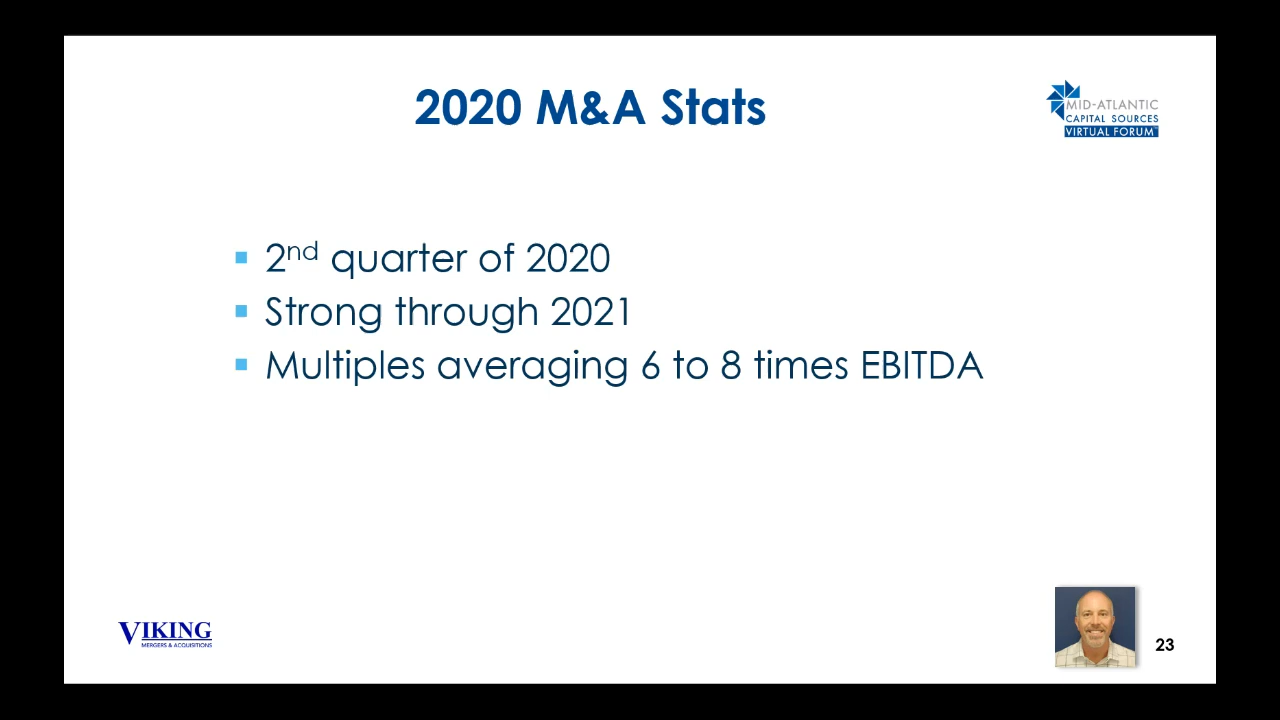 2020 M&A Stats
MID-ATLANTIC
CAPITAL SOURCES
VIRTUAL FORUM
2nd quarter of 2020
Strong through 2021
Multiples averaging 6 to 8 times EBITDA
VIKING
MERGERS & ACQUISITIONS
23